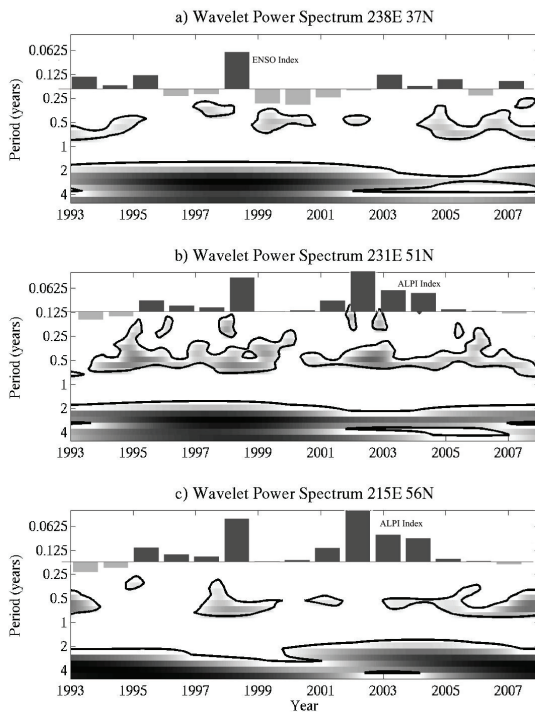 a) Wavelet Power Spectrum 238E 37N
0.0625
ENSO Index
0.125
0.25
0.5
1
2
4
Period (years)
1993 1995 1997 1999 2001 2003 2005 2007
b) Wavelet Power Spectrum 231E 51N
0.0625
ALPI Index
0.125
0.25
0.5
1
2
4
Period (years)
1993 1995 1997 1999 2001 2003 2005 2007
c) Wavelet Power Spectrum 215E 56N
0.0625
ALPI Index
0.125
0.25
0.5
1
2
4
Period (years)
1993 1995 1997 1999 2001 2003 2005 2007
Year